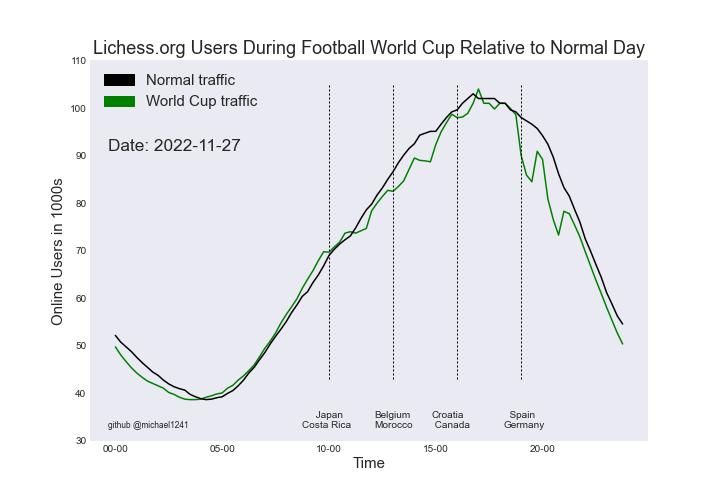 Lichess.org Users During Football World Cup Relative to Normal Day
110
100
90
80
70
60
50
40
30
Online Users in 1000s
Normal traffic
World Cup traffic
Date: 2022-11-27
Japan
Costa Rica
Belgium
Morocco
Croatia
Canada
Spain
Germany
github @michael1241
00-00 05-00 10-00 15-00 20-00
Time